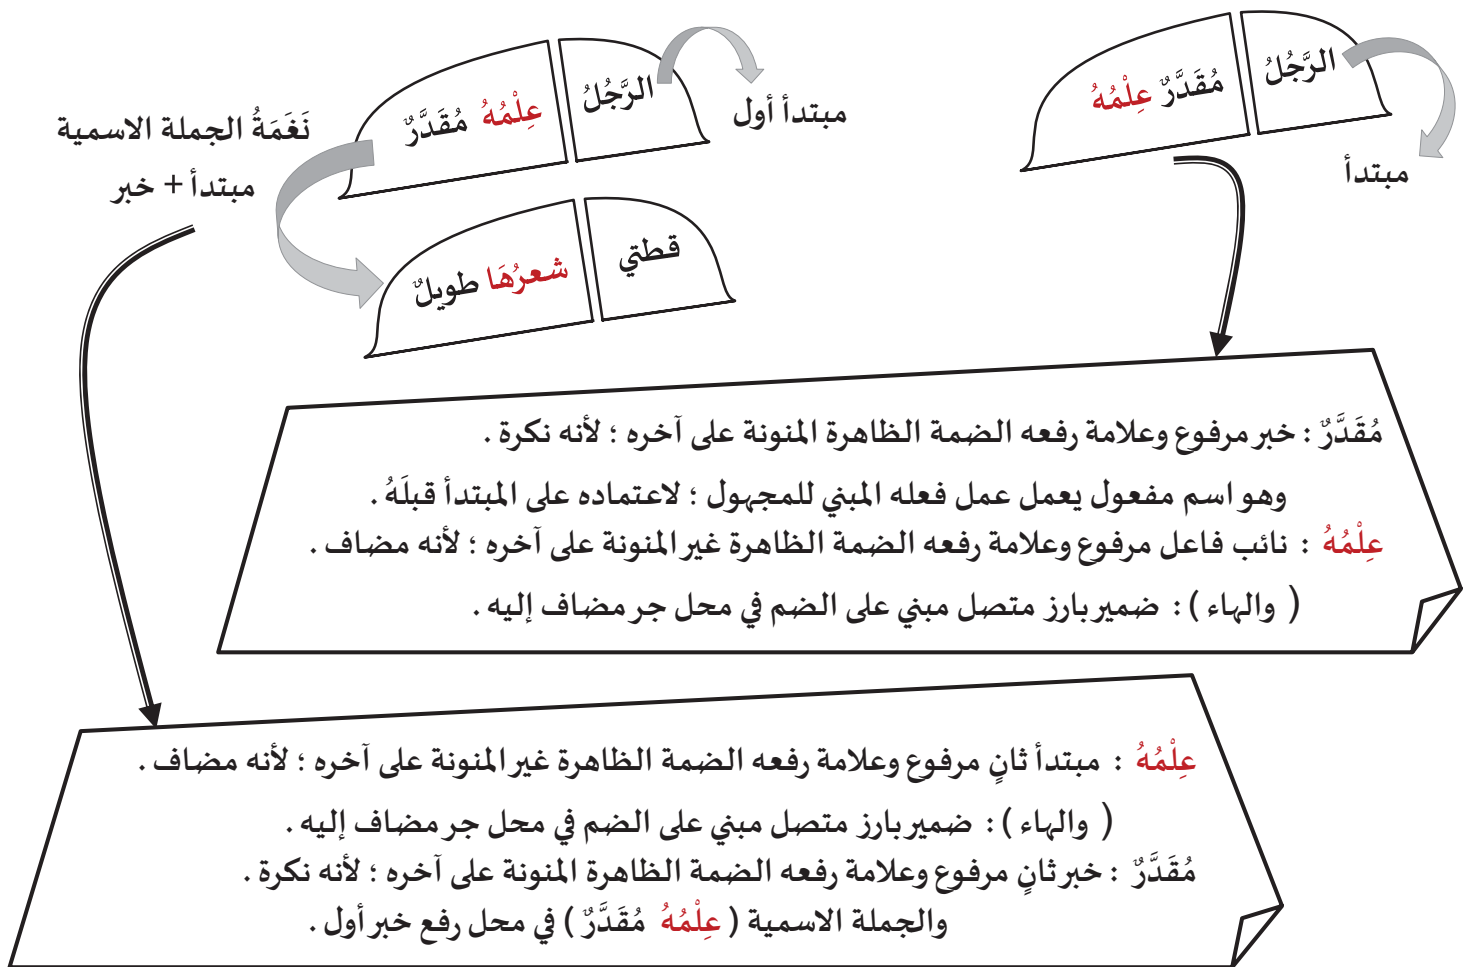 الرَّجُلُ مُقَدَّرٌ عِلْمُهُ
مبتدأ
الرَّجُلُ عِلْمُهُ مُقَدَّرٌ
مبتدأ أول
نَغَمَةُ الجملة الاسمية
مبتدأ + خبر
قطتي شعرُهَا طويلٌ
مُقَدَّرٌ : خبر مرفوع وعلامة رفعه الضمة الظاهرة المنونة على آخره ؛ لأنه نكرة .
وهو اسم مفعول يعمل عمل فعله المبني للمجهول ؛ لاعتماده على المبتدأ قبلَهُ .
عِلْمُهُ : نائب فاعل مرفوع وعلامة رفعه الضمة الظاهرة غير المنونة على آخره ؛ لأنه مضاف .
( والهاء ) : ضمير بارز متصل مبني على الضم في محل جر مضاف إليه .
عِلْمُهُ : مبتدأ ثانٍ مرفوع وعلامة رفعه الضمة الظاهرة غير المنونة على آخره ؛ لأنه مضاف .
( والهاء ) : ضمير بارز متصل مبني على الضم في محل جر مضاف إليه .
مُقَدَّرٌ : خبر ثانٍ مرفوع وعلامة رفعه الضمة الظاهرة المنونة على آخره ؛ لأنه نكرة .
والجملة الاسمية ( عِلْمُهُ مُقَدَّرٌ ) في محل رفع خبر أول .